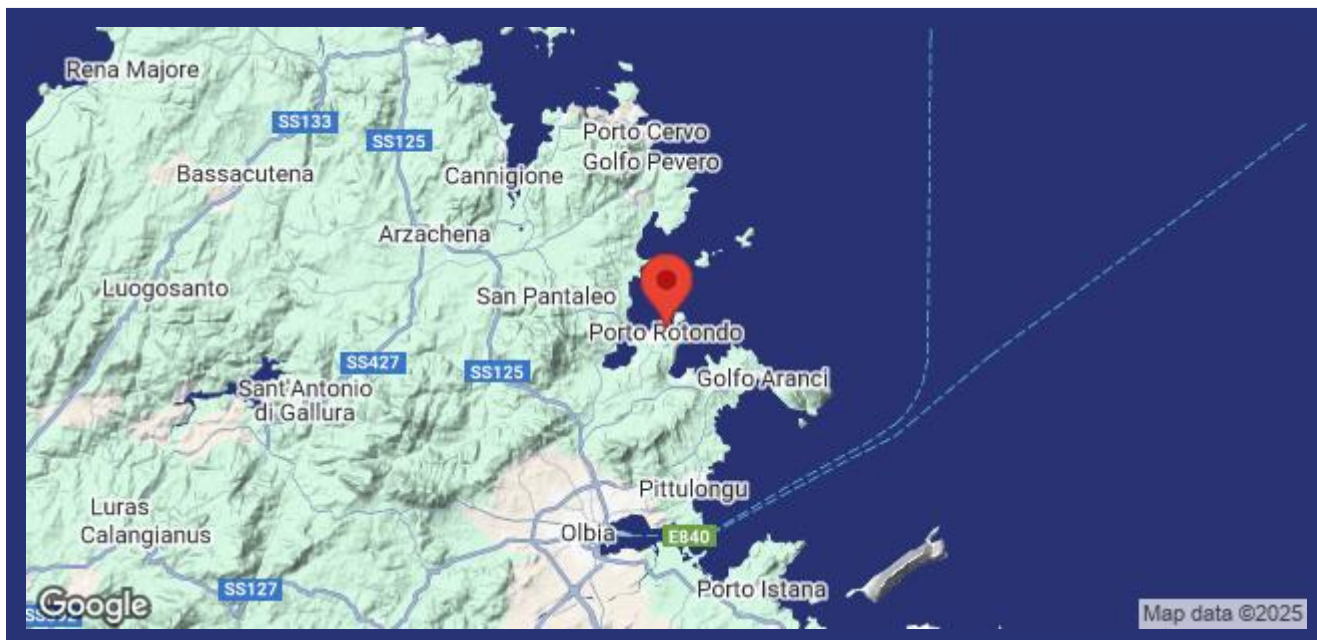 Rena Majore
SS133
SS125
Porto Cervo
Golfo Pevero
Bassacutena
Cannigione
Arzachena
Luogosanto
San Pantaleo
Porto Rotondo
SS427
SS125
Sant'Antonio
di Gallura
Golfo Aranci
Pittulongu
Luras
Calangianus
Olbia
E840
SS127
Porto Istana
Google
Map data ©2025